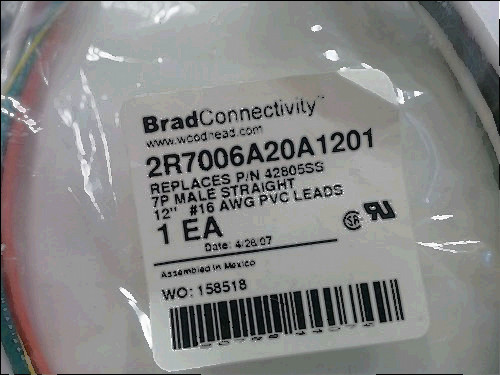 BradConnectivity™
www.woodhead.com
2R7006A20A1201
REPLACES P/N 42805SS
7P MALE STRAIGHT
12" #16 AWG PVC LEADS
1 EA
Date: 4/26/07
Assembled in Mexico
WO: 158518